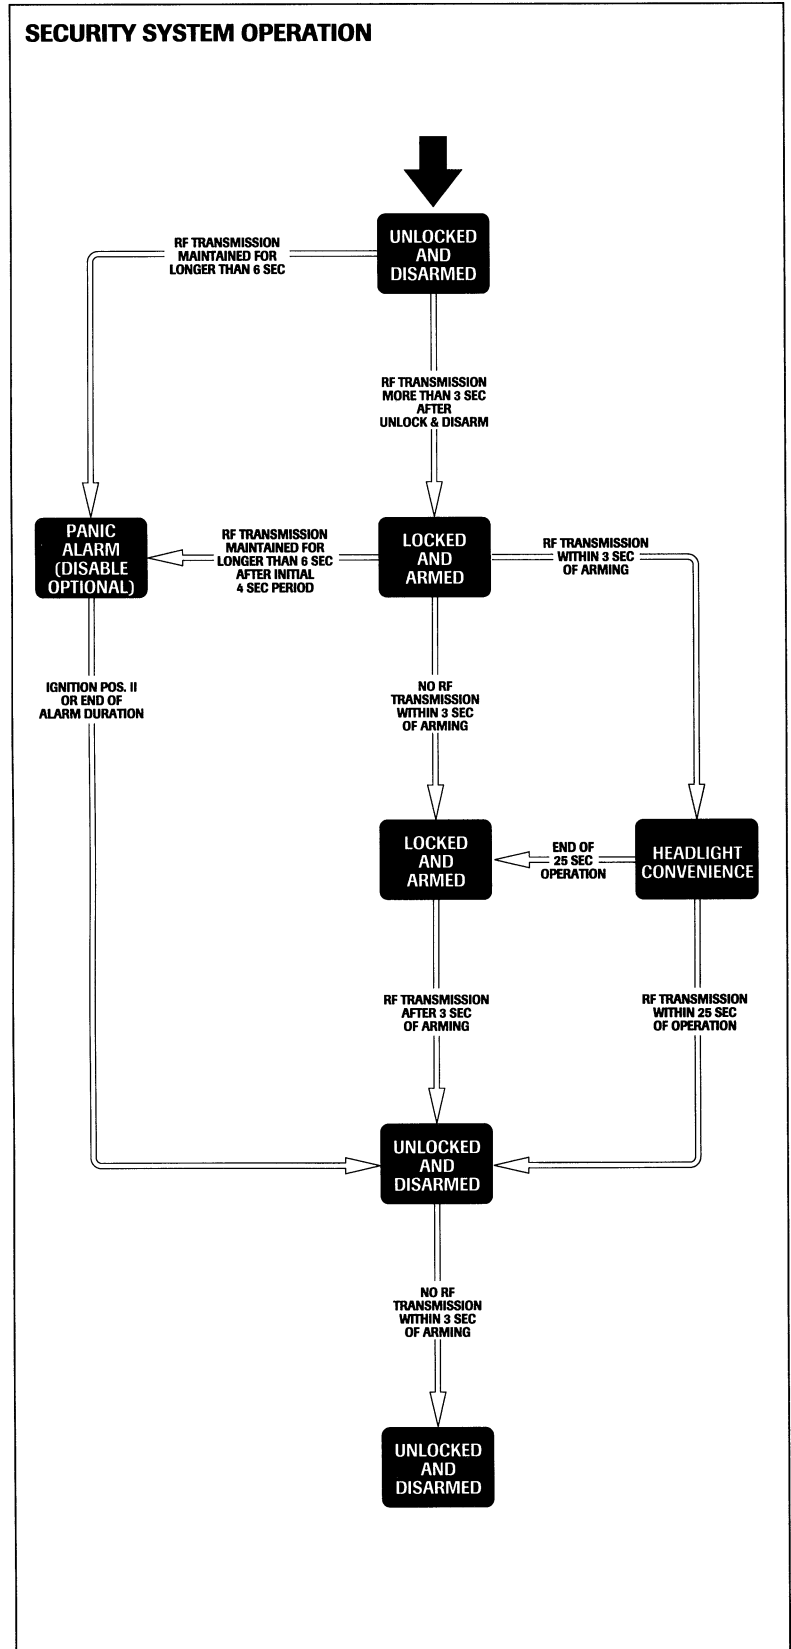 SECURITY SYSTEM OPERATION
UNLOCKED
AND
DISARMED
RF TRANSMISSION
MAINTAINED FOR
LONGER THAN 6 SEC
RF TRANSMISSION
MORE THAN 3 SEC
AFTER
UNLOCK & DISARM
PANIC
ALARM
(DISABLE
OPTIONAL)
RF TRANSMISSION
MAINTAINED FOR
LONGER THAN 6 SEC
AFTER INITIAL
4 SEC PERIOD
LOCKED
AND
ARMED
RF TRANSMISSION
WITHIN 3 SEC
OF ARMING
IGNITION POS. II
OR END OF
ALARM DURATION
NO RF
TRANSMISSION
WITHIN 3 SEC
OF ARMING
LOCKED
AND
ARMED
END OF
25 SEC
OPERATION
HEADLIGHT
CONVENIENCE
RF TRANSMISSION
AFTER 3 SEC
OF ARMING
RF TRANSMISSION
WITHIN 25 SEC
OF OPERATION
UNLOCKED
AND
DISARMED
NO RF
TRANSMISSION
WITHIN 3 SEC
OF ARMING
UNLOCKED
AND
DISARMED